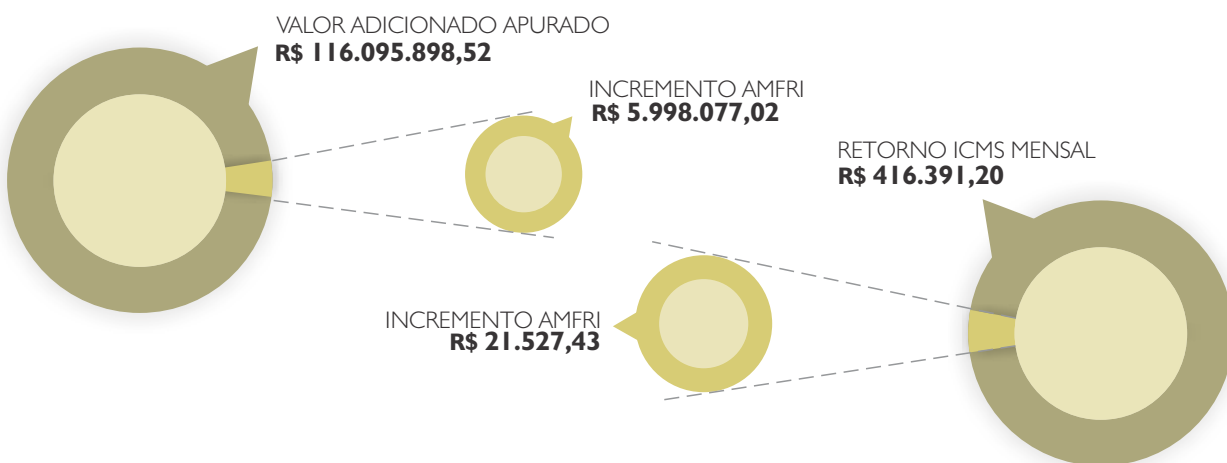 VALOR ADICIONADO APURADO
R$ 116.095.898,52
INCREMENTO AMFRI
R$ 5.998.077,02
RETORNO ICMS MENSAL
R$ 416.391,20
INCREMENTO AMFRI
R$ 21.527,43